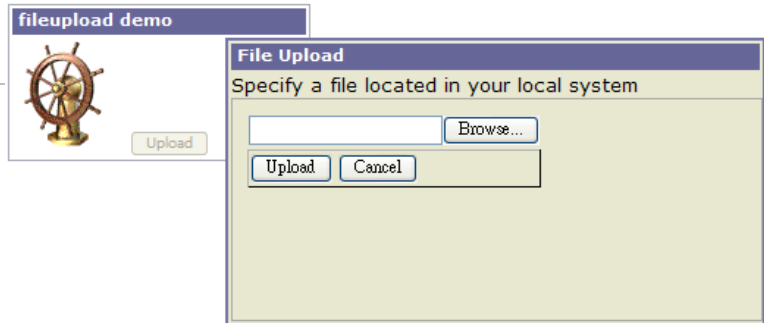 fileupload demo
Upload
File Upload
Specify a file located in your local system
Browse...
Upload Cancel